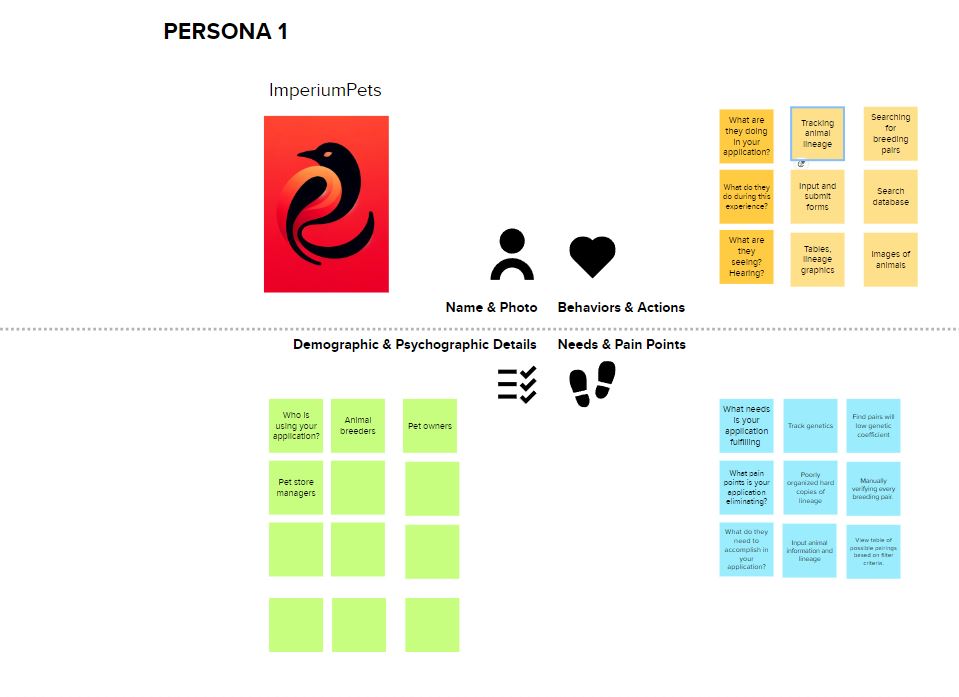 PERSONA 1
ImperiumPets
Name & Photo
Behaviors & Actions
What are
they doing
in your
application?
Tracking
animal
lineage
Searching
for
breeding
pairs
What do they
do during this
experience?
Input and
submit
forms
Search
database
What are
they
seeing?
Hearing?
Tables,
lineage
graphics
Images of
animals
Demographic & Psychographic Details
Needs & Pain Points
Who is
using your
application?
Animal
breeders
Pet owners
Pet store
managers
What needs
is your
application
fulfilling
Track genetics
Find pairs will
low genetic
coefficient
What pain
points is your
application
eliminating?
Poorly
organized hard
copies of
lineage
Manually
verifying every
breeding pair.
What do they
need to
accomplish in
your
application?
Input animal
information and
lineage
View table of
possible pairings
based on filter
criteria.